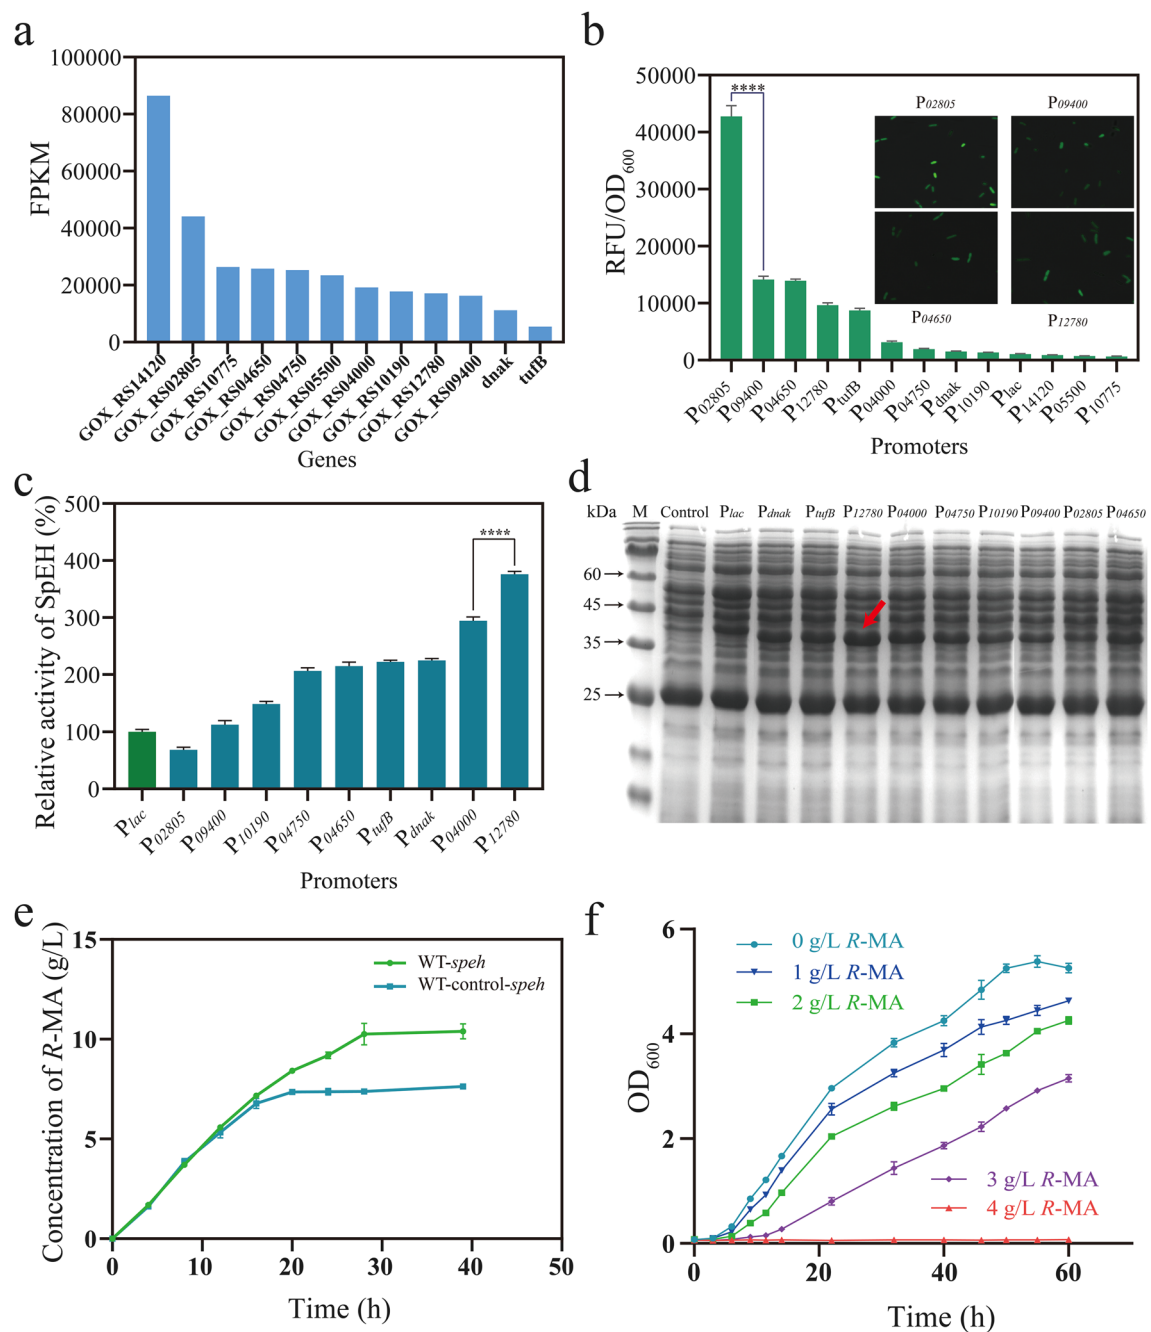 a
100000
80000
60000
40000
20000
0
FPKM
GOX_RS14120
GOX_RS02805
GOX_RS10775
GOX_RS04650
GOX_RS04750
GOX_RS05500
GOX_RS04000
GOX_RS10190
GOX_RS12780
GOX_RS09400
dnak
tufB
Genes
b
50000
40000
30000
20000
10000
0
RFU/OD600
****
P02805
P09400
P04650
P12780
P02805
P09400
P04650
P12780
PtufB
P04000
P04750
Pdnak
P10190
Plac
P14120
P05500
P10775
Promoters
c
500
400
300
200
100
0
Relative activity of SpEH (%)
****
Plac
P02805
P09400
P10190
P04750
P04650
PtufB
Pdnak
P04000
P12780
Promoters
d
kDa M Control Plac Pdnak PtufB P12780 P04000 P04750 P10190 P09400 P02805 P04650
60
45
35
25
e
15
10
5
0
Concentration of R-MA (g/L)
WT-speh
WT-control-speh
0 10 20 30 40 50
Time (h)
f
6
4
2
0
OD600
0 g/L R-MA
1 g/L R-MA
2 g/L R-MA
3 g/L R-MA
4 g/L R-MA
0 20 40 60
Time (h)